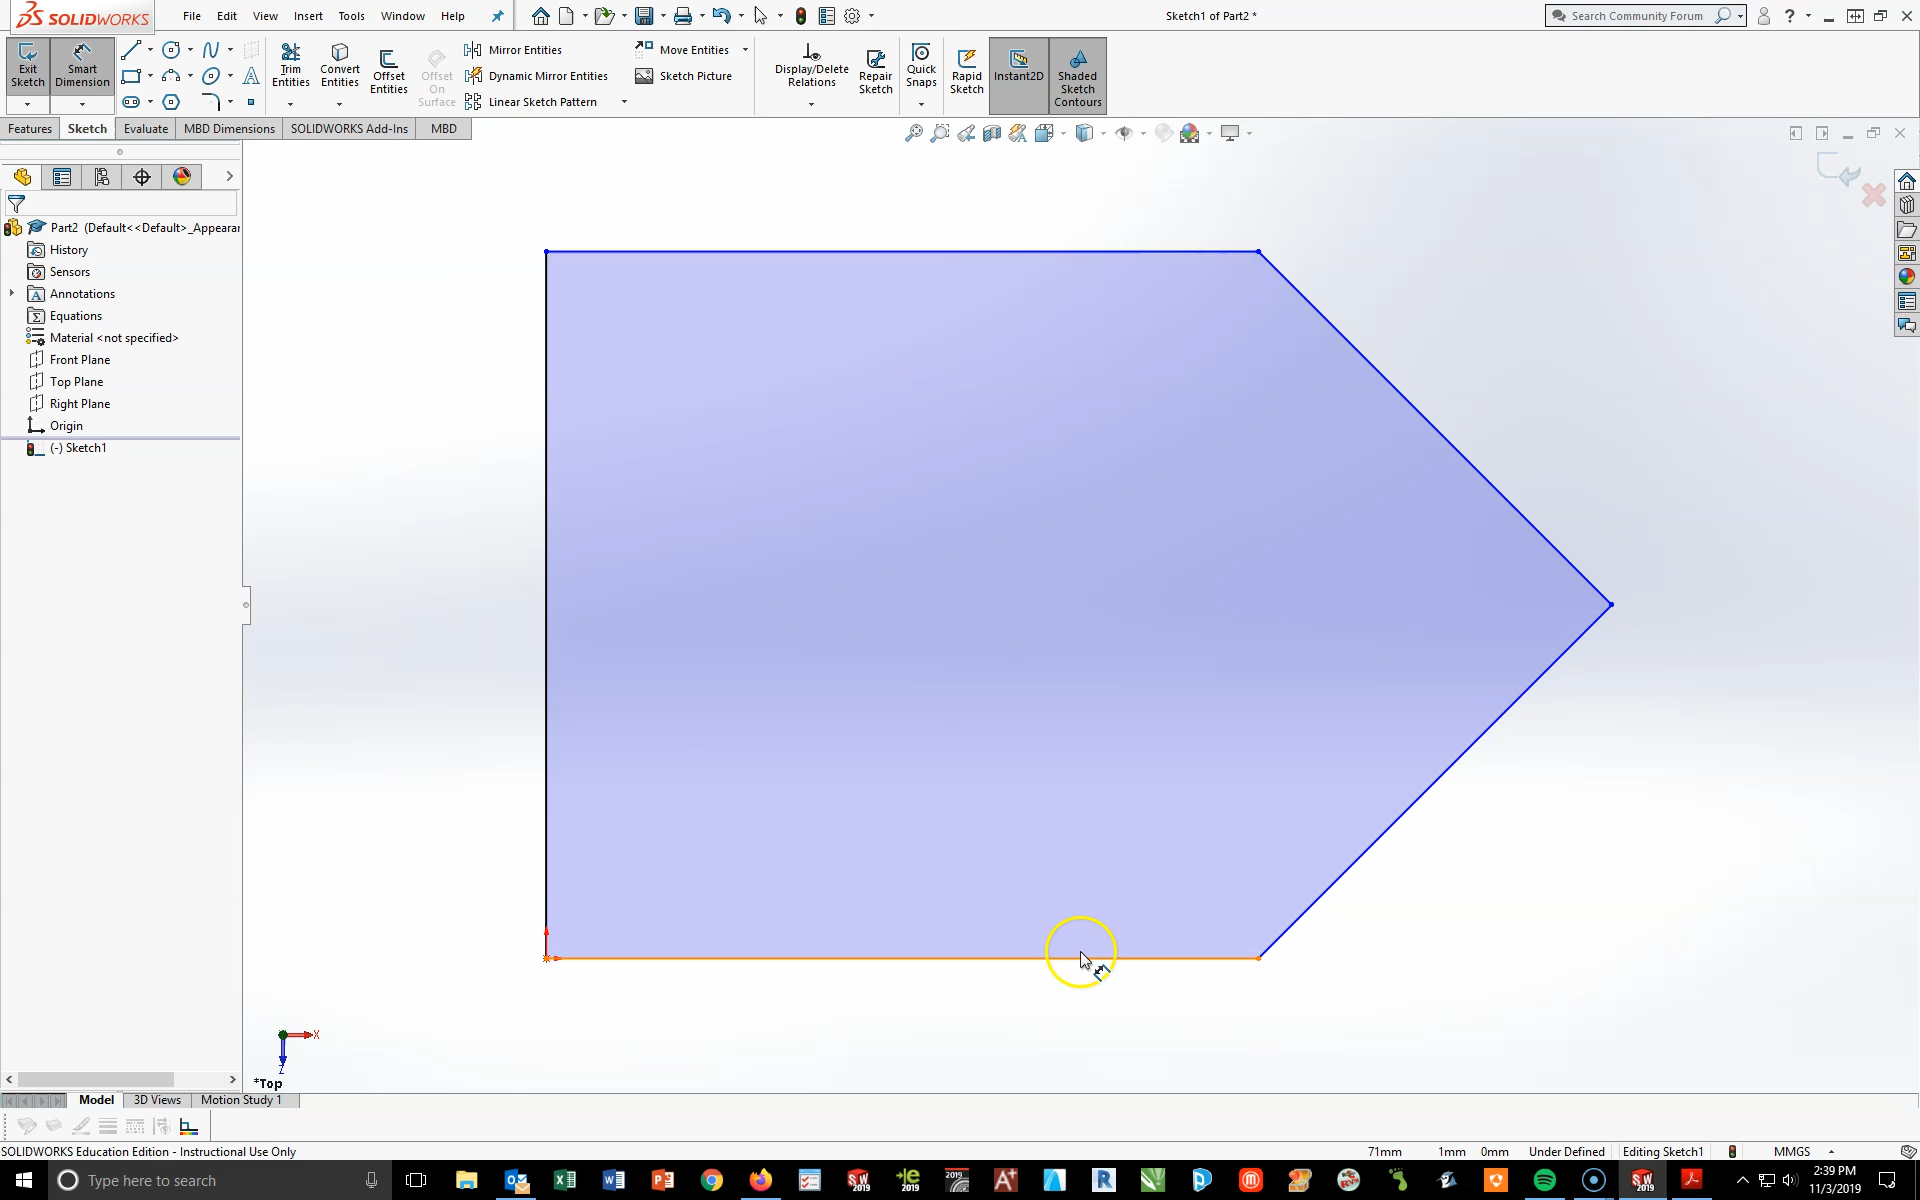 SOLIDWORKS
File Edit View Insert Tools Window Help
Sketch1 of Part2 *
Search Community Forum
Exit Sketch
Smart Dimension
Trim Entities
Convert Entities
Offset Entities
Offset On Surface
Mirror Entities
Dynamic Mirror Entities
Linear Sketch Pattern
Move Entities
Sketch Picture
Display/Delete Relations
Repair Sketch
Quick Snaps
Rapid Sketch
Instant2D
Shaded Sketch Contours
Features Sketch Evaluate MBD Dimensions SOLIDWORKS Add-Ins MBD
Part2 (Default<<Default>_Appearar
History
Sensors
Annotations
Equations
Material <not specified>
Front Plane
Top Plane
Right Plane
Origin
(-) Sketch1
X
Z
*Top
Model 3D Views Motion Study 1
SOLIDWORKS Education Edition - Instructional Use Only
71mm 1mm 0mm Under Defined Editing Sketch1 MMGS
Type here to search
2:39 PM
11/3/2019